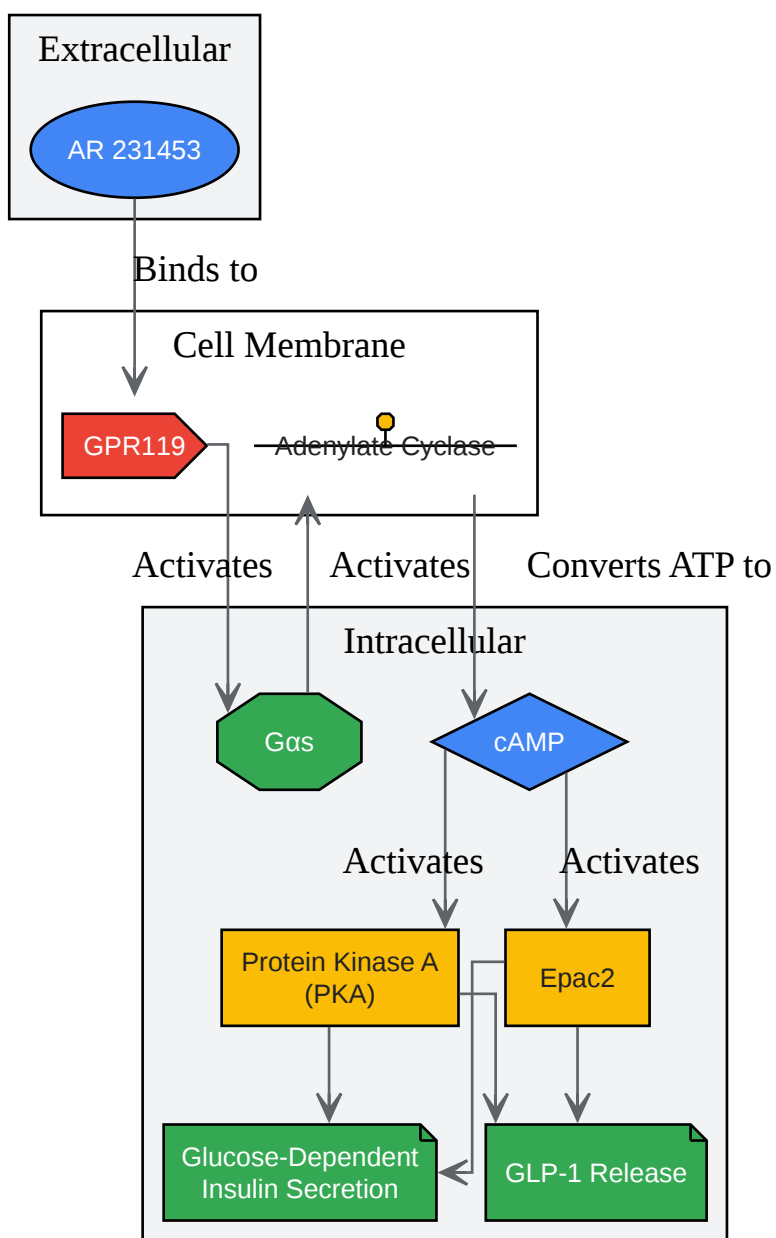 Extracellular
AR 231453
Binds to
Cell Membrane
GPR119
Adenylate Cyclase
Activates
Activates
Converts ATP to
Intracellular
Gαs
cAMP
Activates
Activates
Protein Kinase A
(PKA)
Epac2
Glucose-Dependent
Insulin Secretion
GLP-1 Release